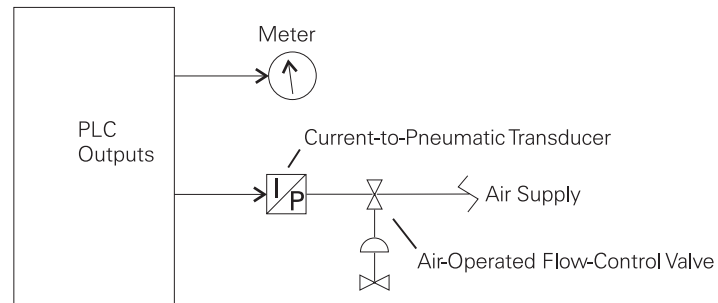 Meter
PLC
Outputs
Current-to-Pneumatic Transducer
I
P
Air Supply
Air-Operated Flow-Control Valve